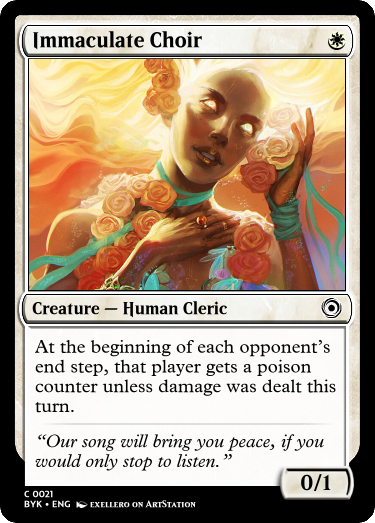 Immaculate Choir
Creature — Human Cleric
At the beginning of each opponent's
end step, that player gets a poison
counter unless damage was dealt this
turn.
“Our song will bring you peace, if you
would only stop to listen.”
0/1
C 0021
BYK • ENG EXELLERO ON ARTSTATION